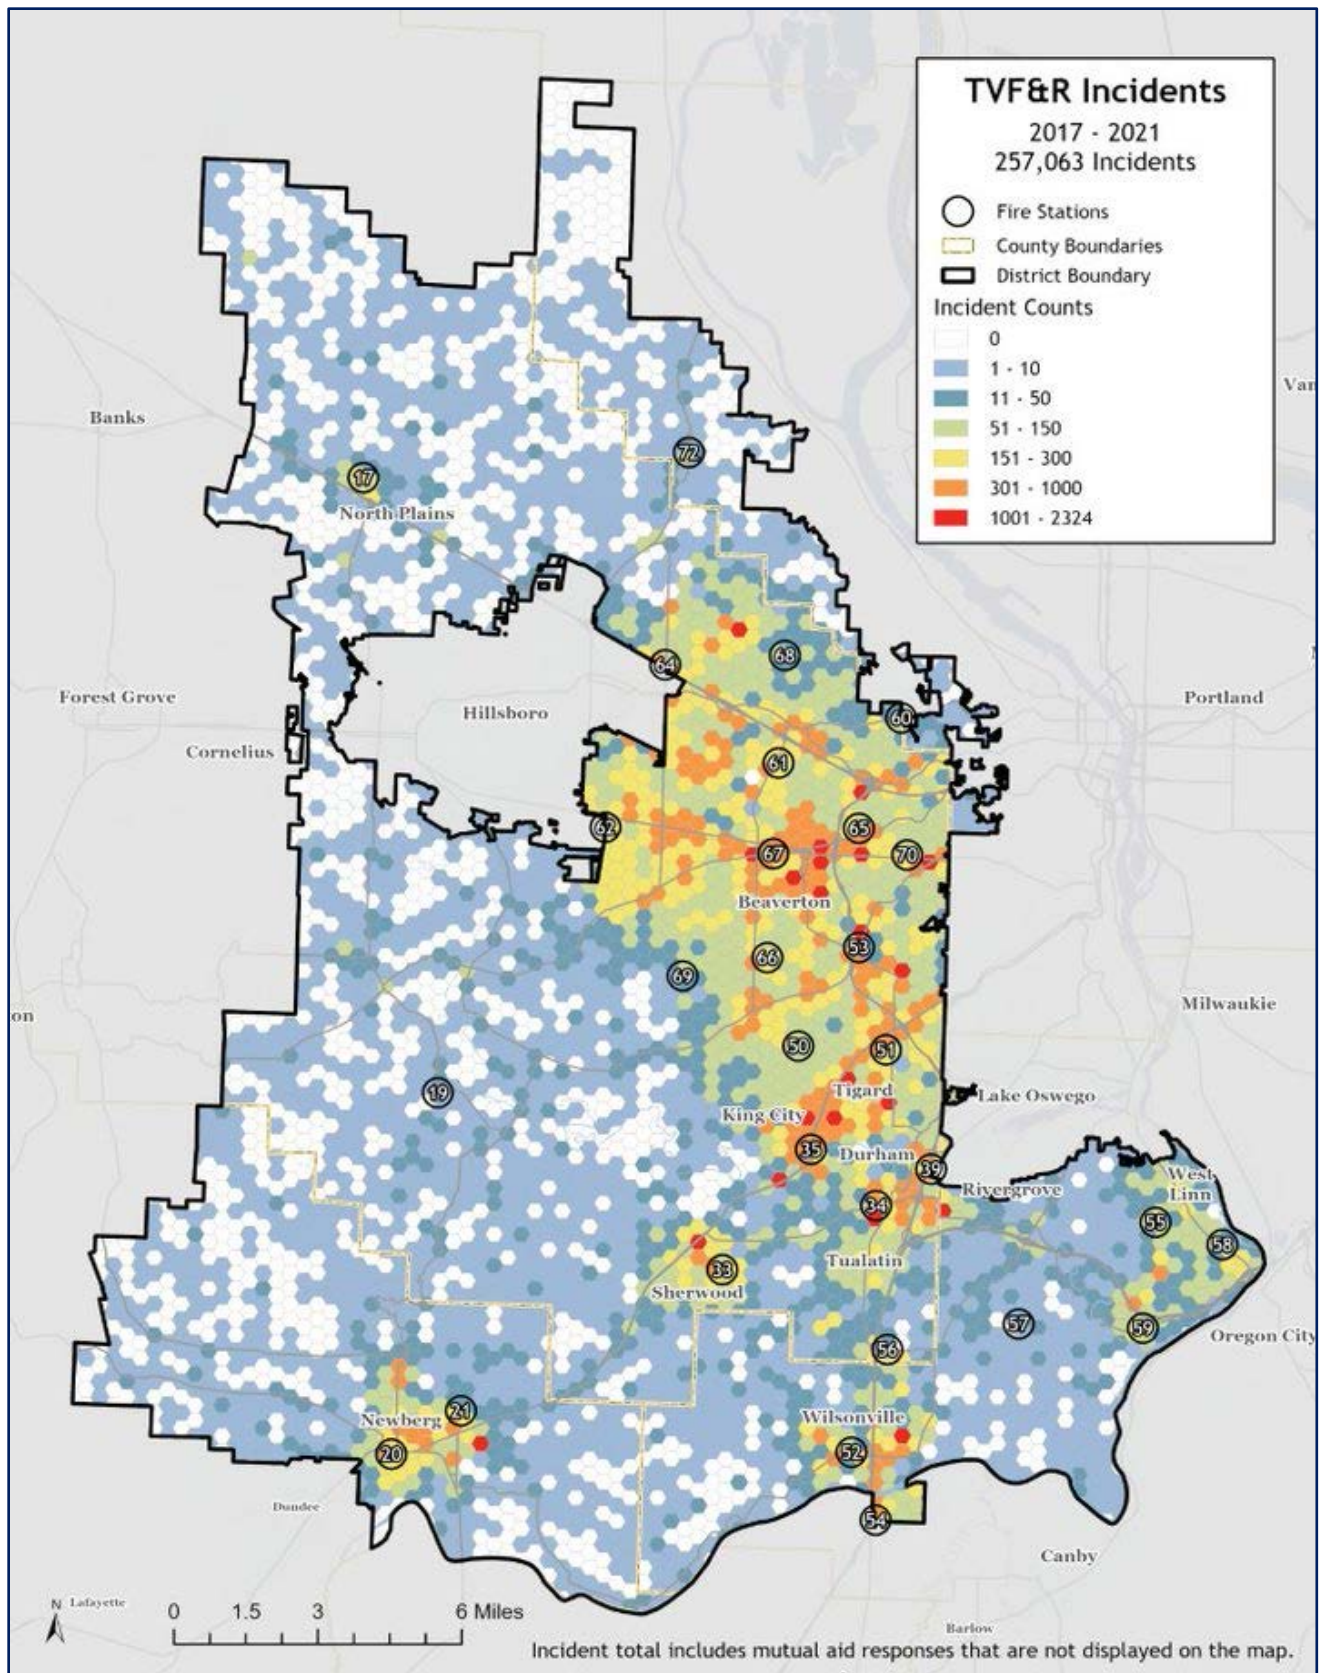 TVF&R Incidents
2017 - 2021
257,063 Incidents
Fire Stations
County Boundaries
District Boundary
Incident Counts
0
1 - 10
11 - 50
51 - 150
151 - 300
301 - 1000
1001 - 2324
Van
Banks
72
17
North Plains
68
64
Forest Grove
Portland
Hillsboro
60
Cornelius
61
62
65
67
70
Beaverton
53
66
69
Milwaukie
on
50
51
19
Tigard
Lake Oswego
King City
35
Durham
39
West
Linn
Rivergrove
34
55
58
Tualatin
33
Sherwood
57
59
Oregon City
56
21
Newberg
Wilsonville
20
52
Dundee
54
Canby
N
Lafayette
0 1.5 3 6 Miles
Barlow
Incident total includes mutual aid responses that are not displayed on the map.